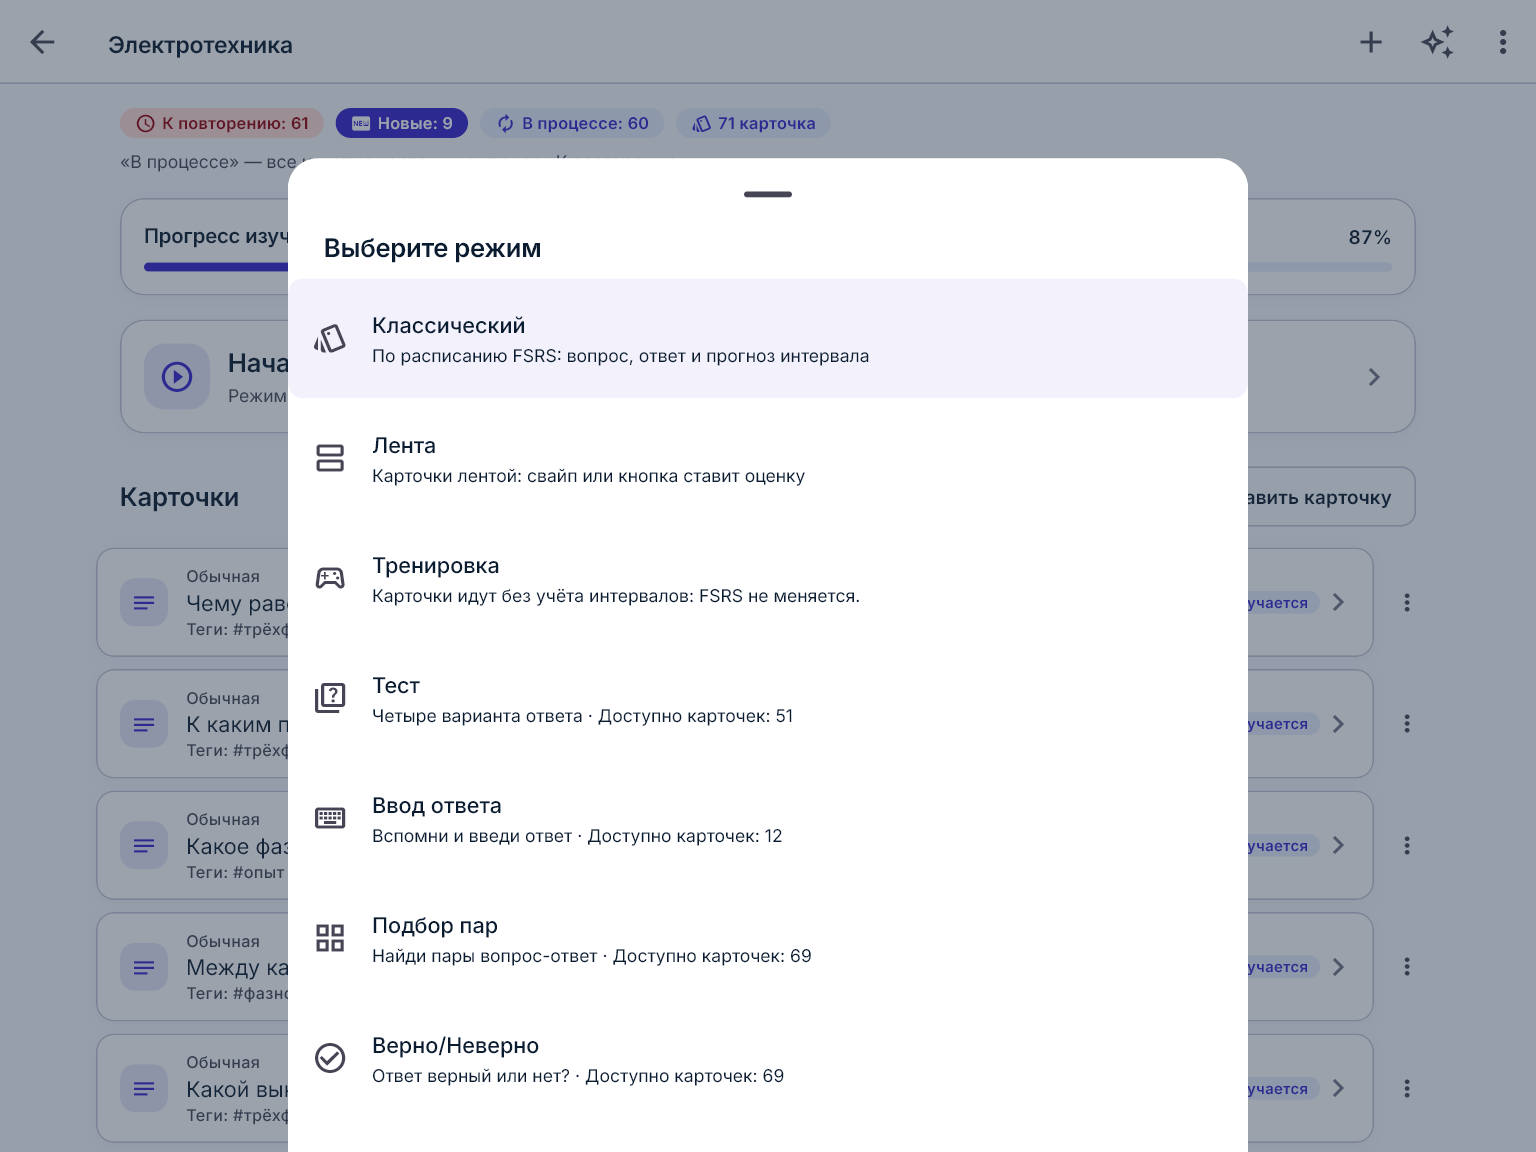 Электротехника
К повторению: 61
NEW Новые: 9
В процессе: 60
71 карточка
«В процессе» — все
Прогресс изуч
87%
Выберите режим
Классический
По расписанию FSRS: вопрос, ответ и прогноз интервала
Нача
Режим
Лента
Карточки лентой: свайп или кнопка ставит оценку
Карточки
авить карточку
Тренировка
Карточки идут без учёта интервалов: FSRS не меняется.
Обычная
Чему рав
Теги: #трёхф
учается
Тест
Четыре варианта ответа · Доступно карточек: 51
Обычная
К каким п
Теги: #трёхф
учается
Ввод ответа
Вспомни и введи ответ · Доступно карточек: 12
Обычная
Какое фаз
Теги: #опыт
учается
Подбор пар
Найди пары вопрос-ответ · Доступно карточек: 69
Обычная
Между ка
Теги: #фазно
учается
Верно/Неверно
Ответ верный или нет? · Доступно карточек: 69
Обычная
Какой вын
Теги: #трёхф
учается